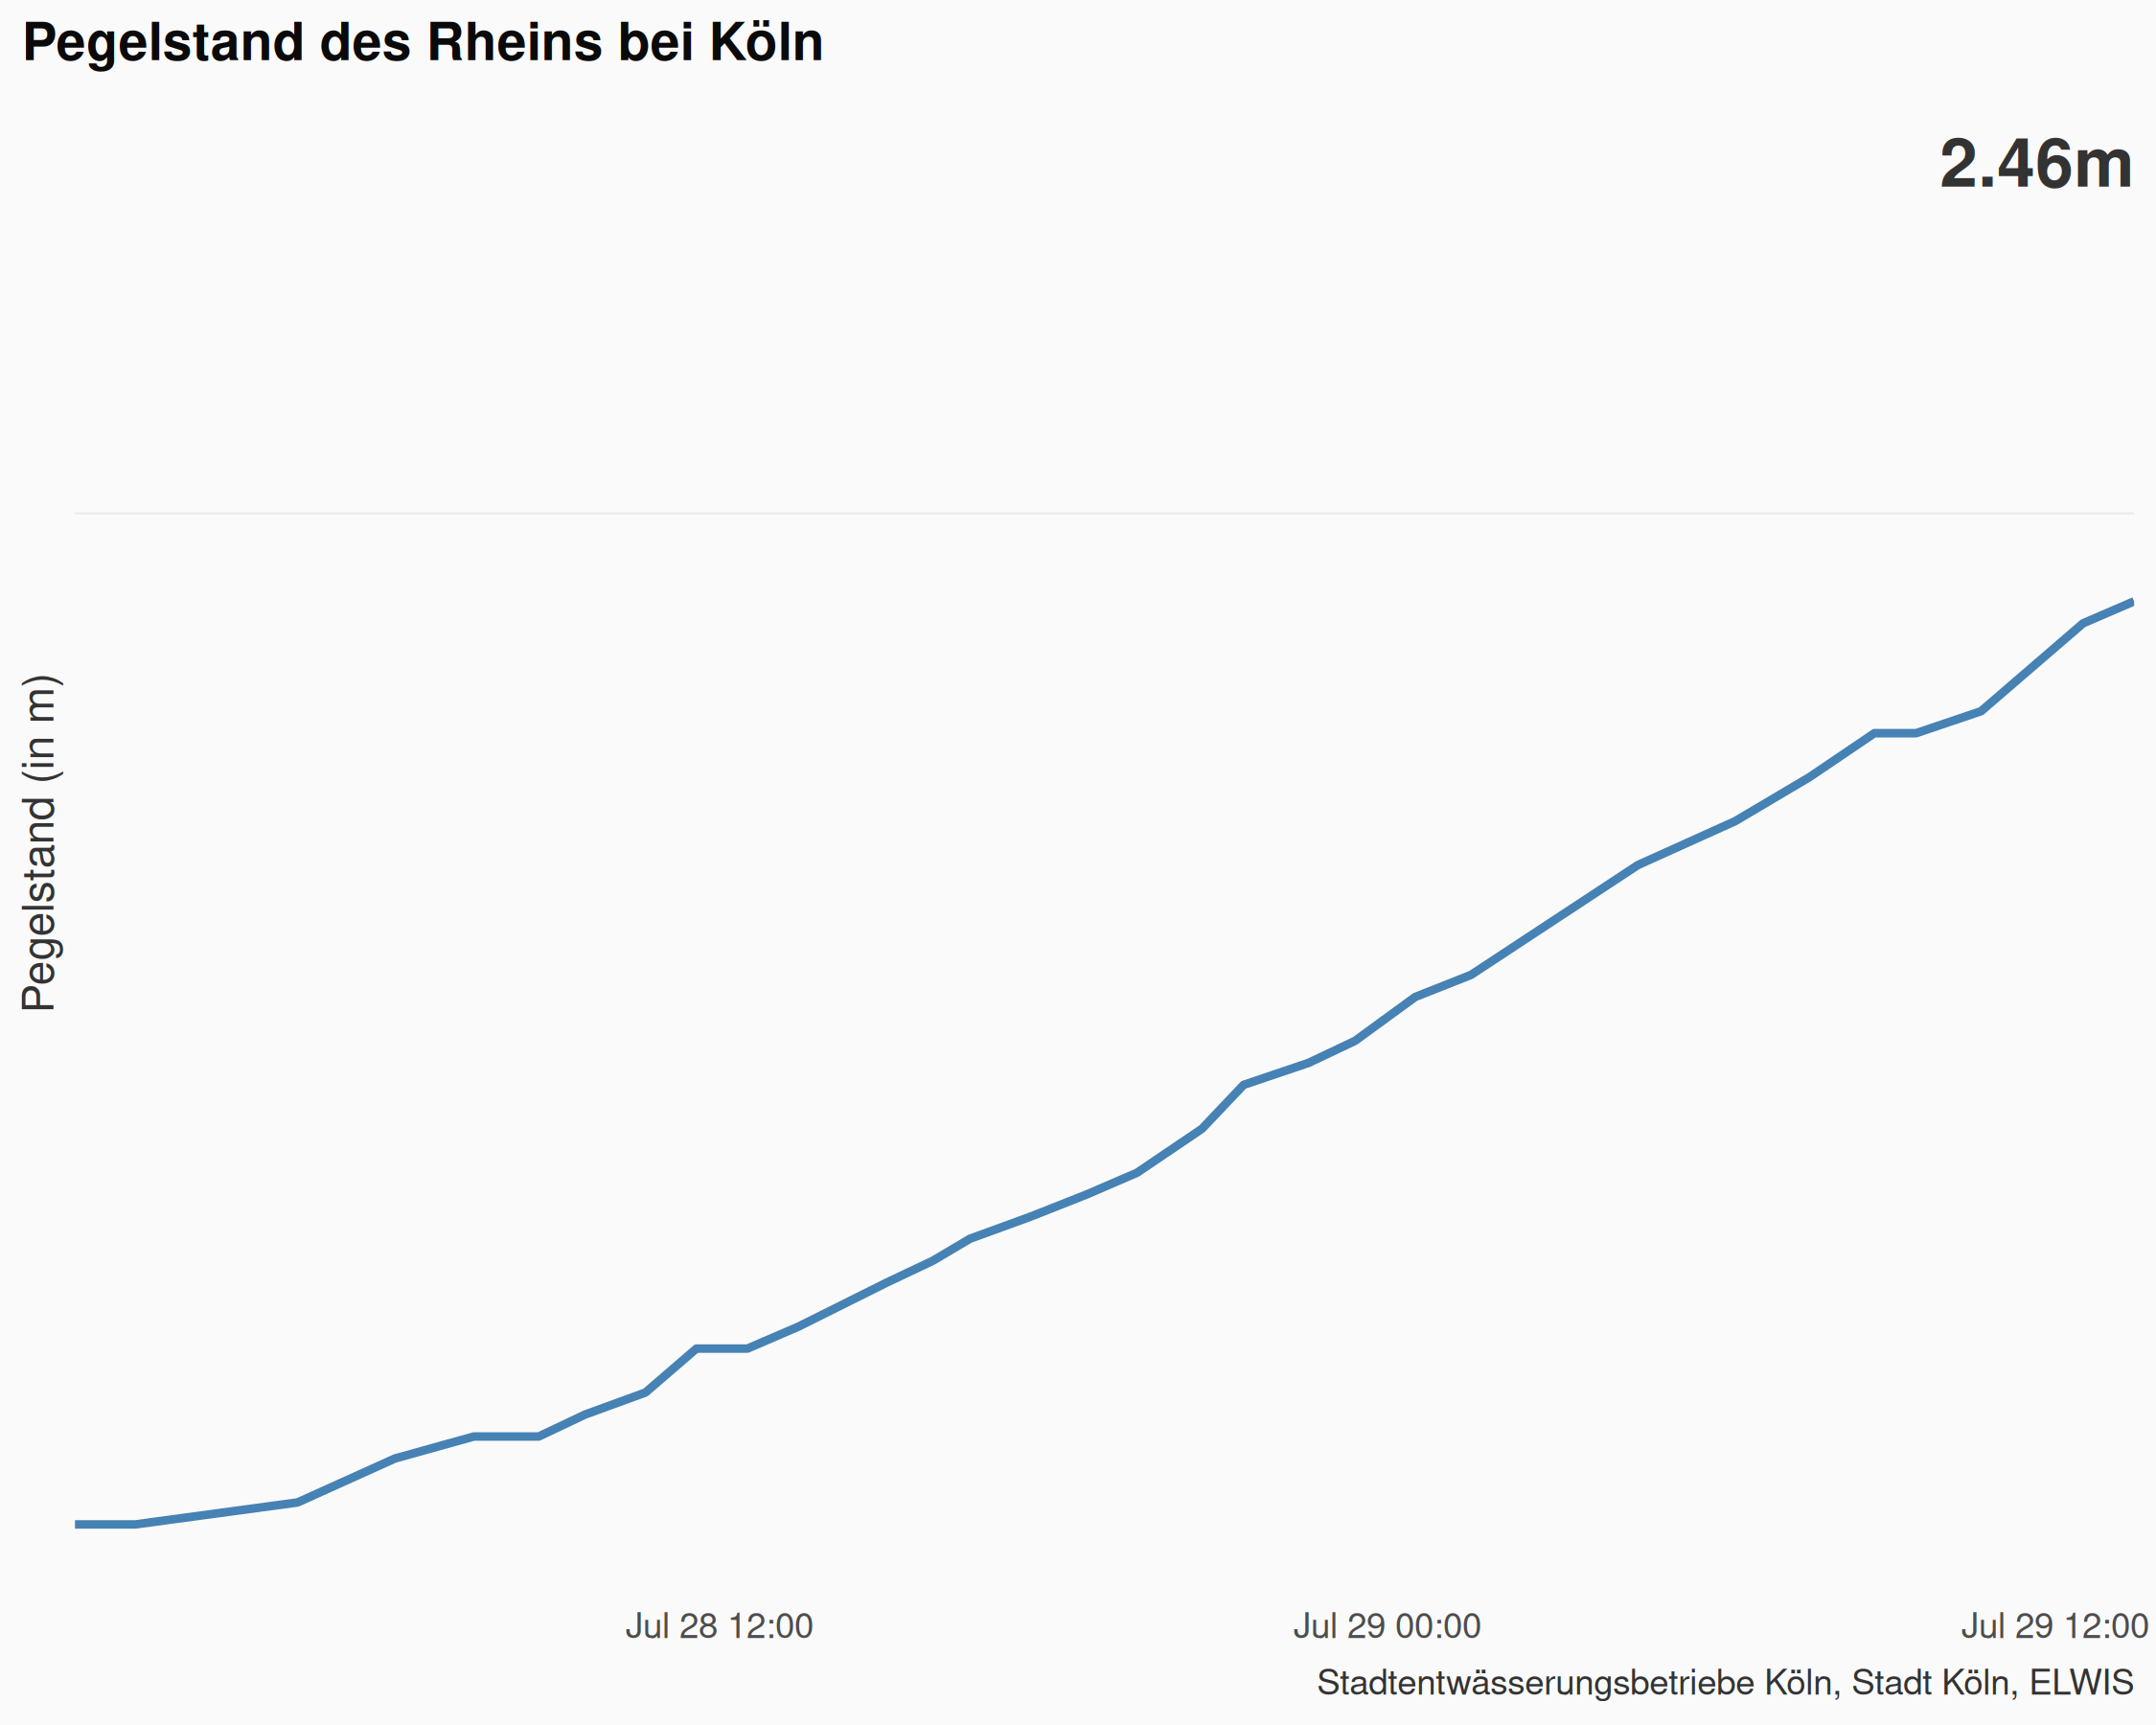 Pegelstand des Rheins bei Köln
2.46m
Pegelstand (in m)
Jul 28 12:00
Jul 29 00:00
Jul 29 12:00
Stadtentwässerungsbetriebe Köln, Stadt Köln, ELWIS